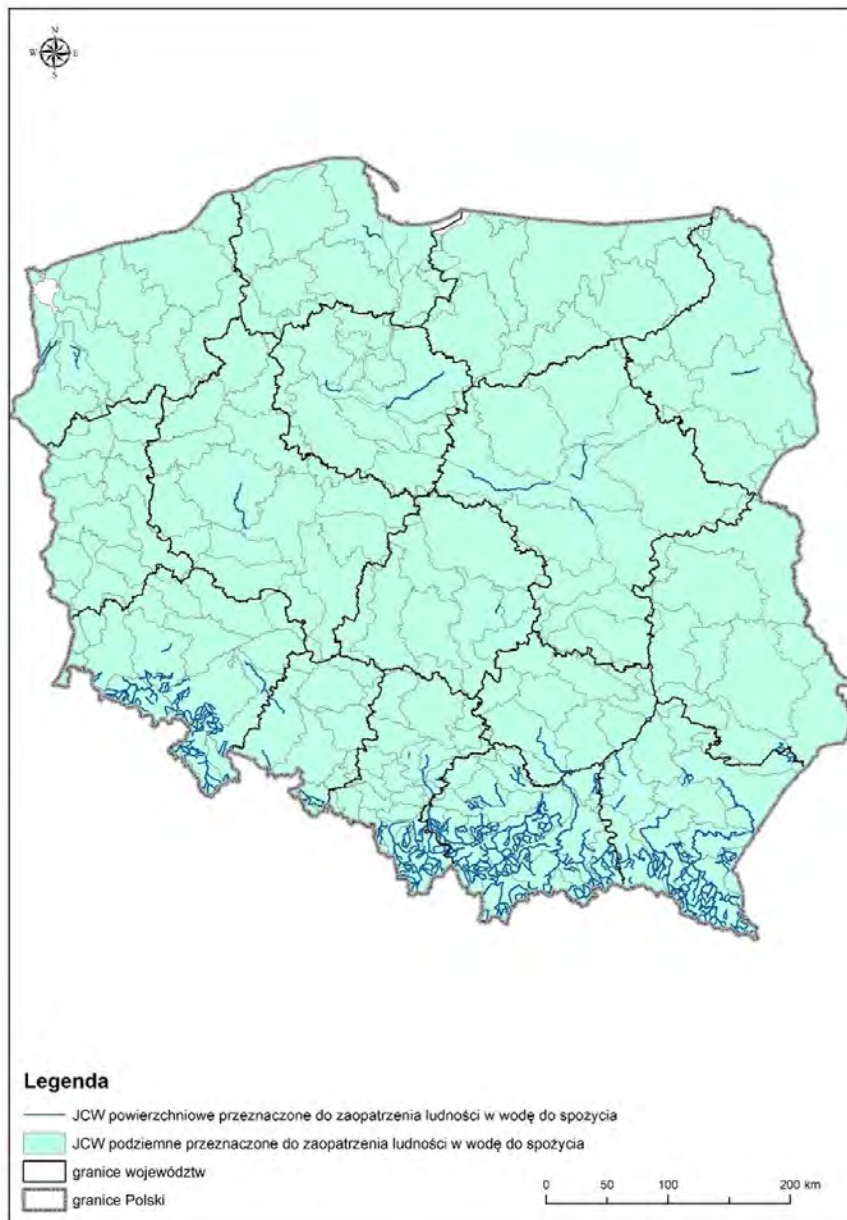 N
W E
S
Legenda
JCW powierzchniowe przeznaczone do zaopatrzenia ludności w wodę do spożycia
JCW podziemne przeznaczone do zaopatrzenia ludności w wodę do spożycia
granice województw
granice Polski
0 50 100 200 km